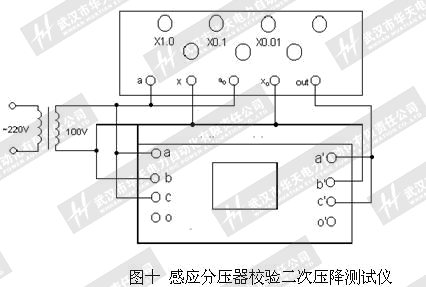 X1.0 X0.1 X0.01
a x a₀ x₀ out
~220V 100V
a a'
b b'
c c'
o o'
图十 感应分压器校验二次压降测试仪